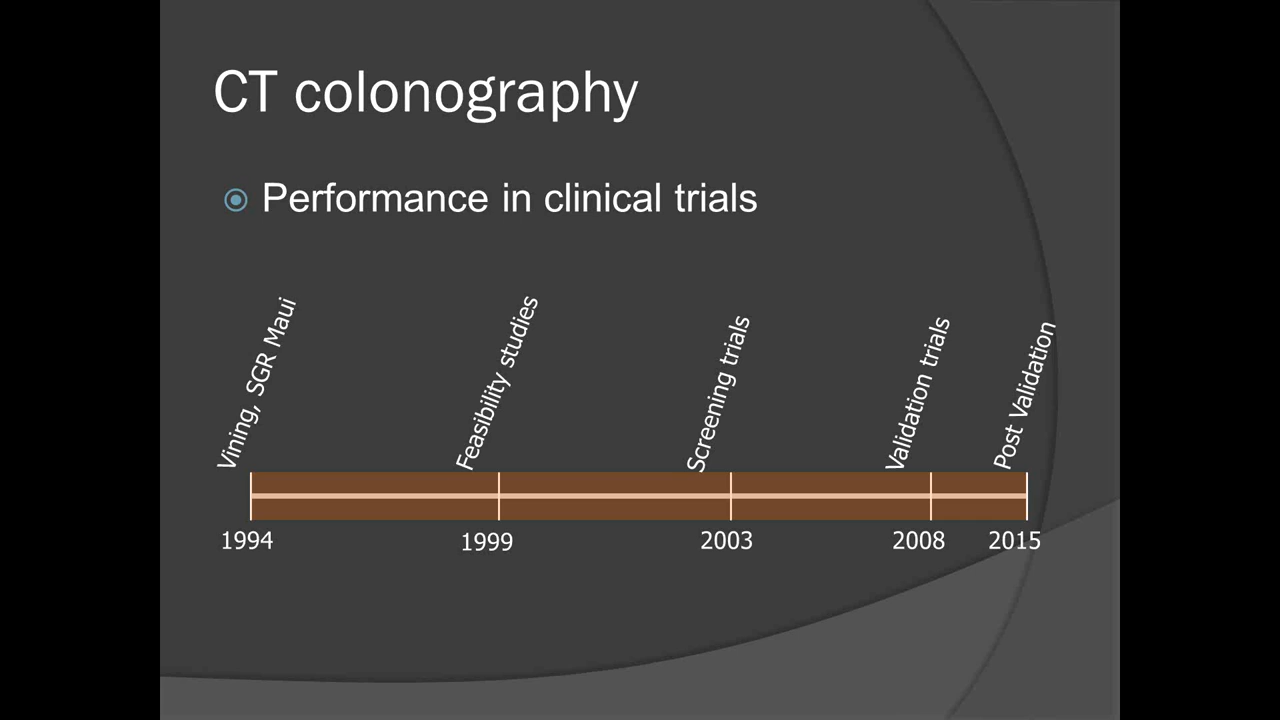 CT colonography
Performance in clinical trials
Vining, SGR Maui
Feasibility studies
Screening trials
Validation trials
Post Validation
1994
1999
2003
2008
2015